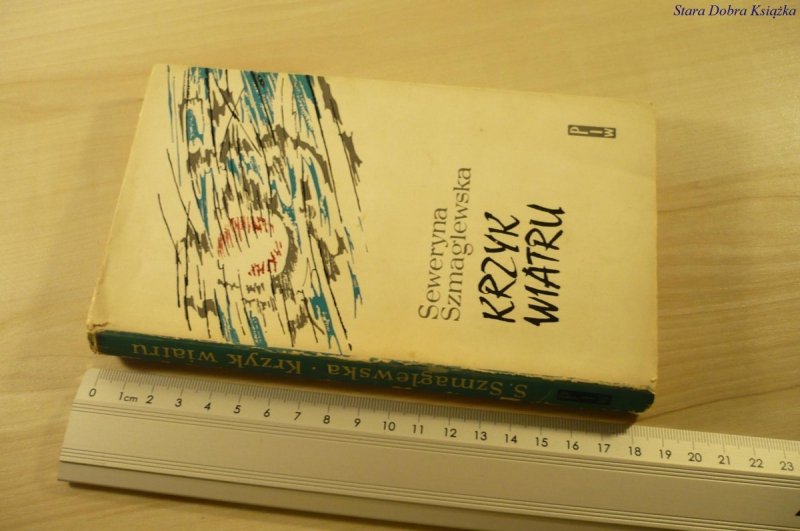 Stara Dobra Książka
PIW
Seweryna
Szmaglewska
KRZYK
WIATRU
S. Szmaglewska · Krzyk wiatru
0 1cm 2 3 4 5 6 7 8 9 10 11 12 13 14 15 16 17 18 19 20 21 22 23